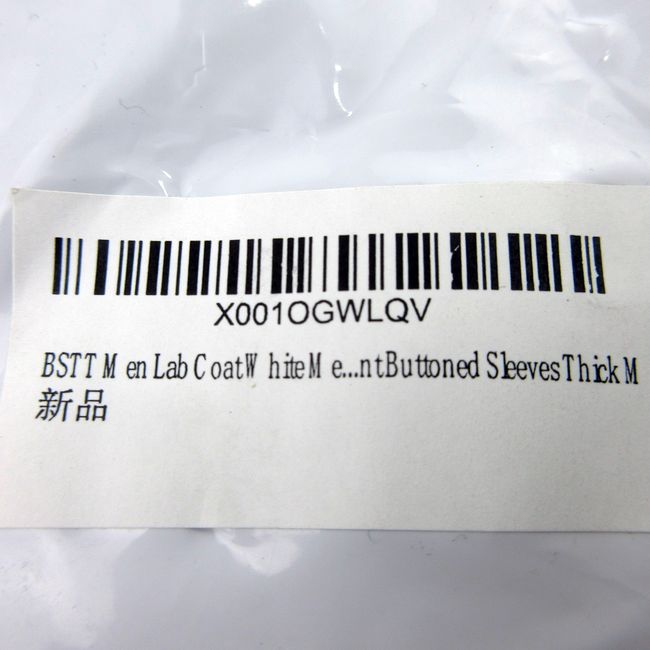 X001OGWLQV
BSTT Men Lab Coat White Me...nt Buttoned Sleeves Thick M
新品